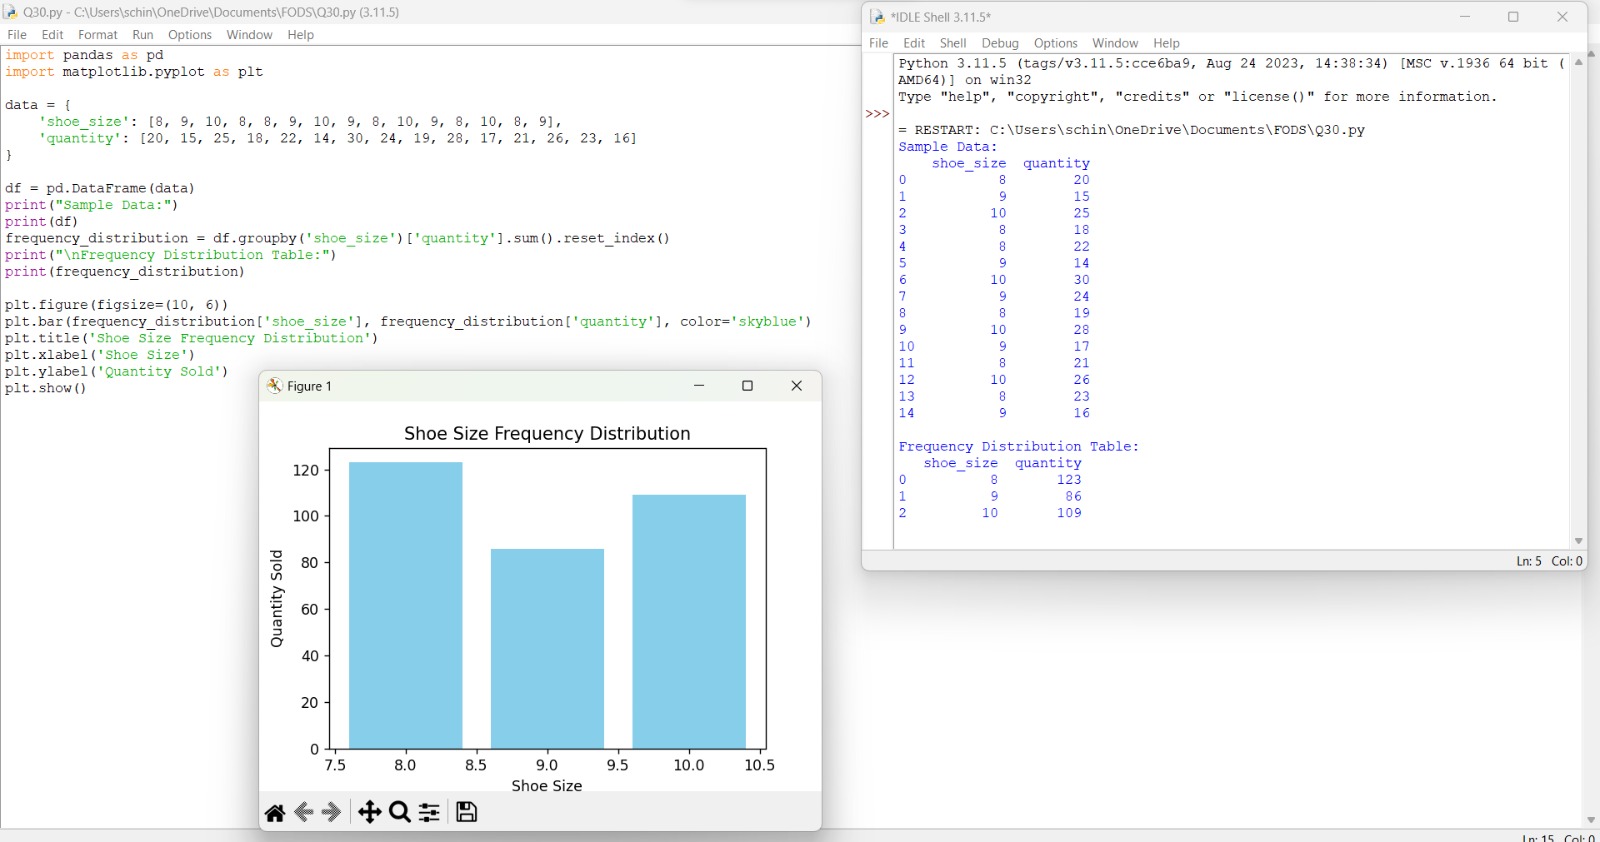 Q30.py - C:\Users\schin\OneDrive\Documents\FODS\Q30.py (3.11.5)
File Edit Format Run Options Window Help
import pandas as pd
import matplotlib.pyplot as plt
data = {
    'shoe_size': [8, 9, 10, 8, 8, 9, 10, 9, 8, 10, 9, 8, 10, 8, 9],
    'quantity': [20, 15, 25, 18, 22, 14, 30, 24, 19, 28, 17, 21, 26, 23, 16]
}
df = pd.DataFrame(data)
print("Sample Data:")
print(df)
frequency_distribution = df.groupby('shoe_size')['quantity'].sum().reset_index()
print("\nFrequency Distribution Table:")
print(frequency_distribution)
plt.figure(figsize=(10, 6))
plt.bar(frequency_distribution['shoe_size'], frequency_distribution['quantity'], color='skyblue')
plt.title('Shoe Size Frequency Distribution')
plt.xlabel('Shoe Size')
plt.ylabel('Quantity Sold')
plt.show()
Figure 1
Shoe Size Frequency Distribution
120
100
80
60
40
20
0
Quantity Sold
7.5 8.0 8.5 9.0 9.5 10.0 10.5
Shoe Size
*IDLE Shell 3.11.5*
File Edit Shell Debug Options Window Help
Python 3.11.5 (tags/v3.11.5:cce6ba9, Aug 24 2023, 14:38:34) [MSC v.1936 64 bit (
AMD64)] on win32
Type "help", "copyright", "credits" or "license()" for more information.
>>>
= RESTART: C:\Users\schin\OneDrive\Documents\FODS\Q30.py
Sample Data:
    shoe_size  quantity
0           8        20
1           9        15
2          10        25
3           8        18
4           8        22
5           9        14
6          10        30
7           9        24
8           8        19
9          10        28
10          9        17
11          8        21
12         10        26
13          8        23
14          9        16
Frequency Distribution Table:
   shoe_size  quantity
0          8       123
1          9        86
2         10       109
Ln: 5 Col: 0
Ln: 15 Col: 0